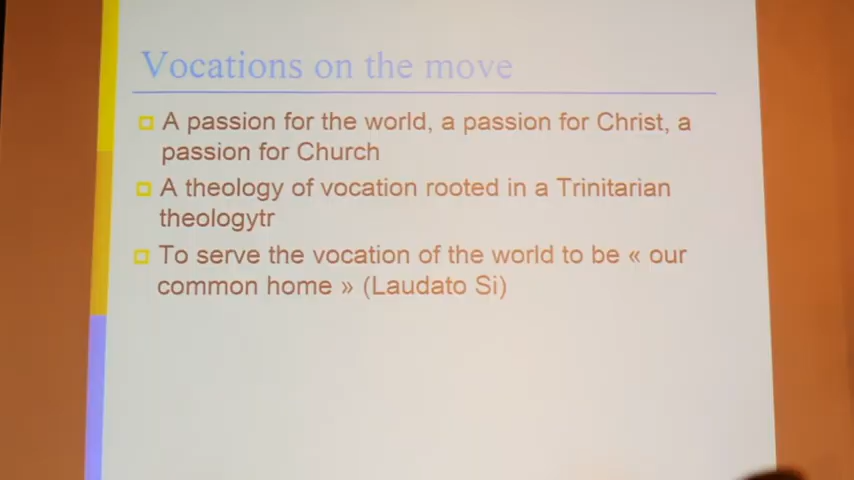 Vocations on the move
A passion for the world, a passion for Christ, a
passion for Church
A theology of vocation rooted in a Trinitarian
theologytr
To serve the vocation of the world to be « our
common home » (Laudato Si)